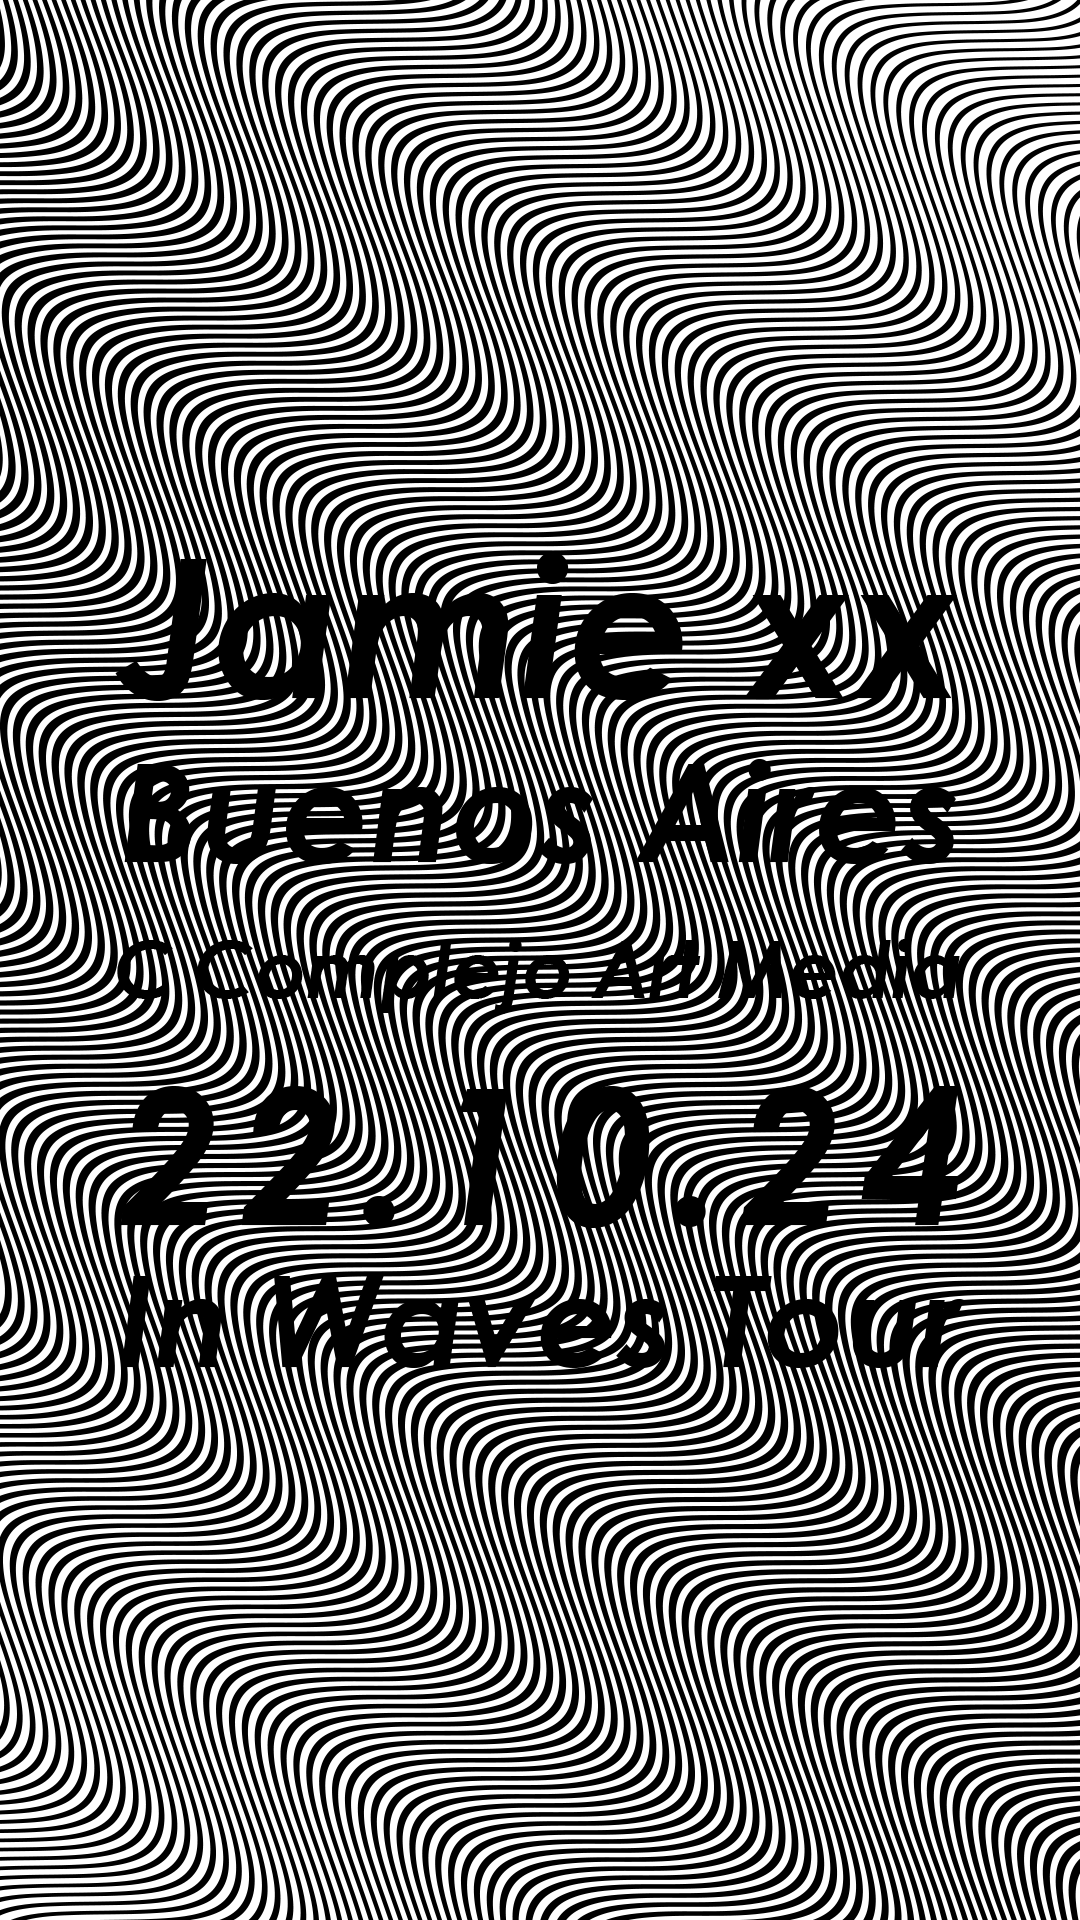 Jamie xx
Buenos Aires
C Complejo Art Media
22.10.24
In Waves Tour